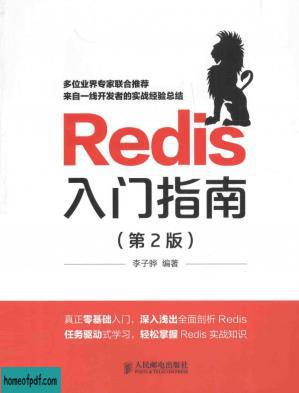 多位业界专家联合推荐
来自一线开发者的实战经验总结
Redis
入门指南
(第2版)
李子骅 编著
真正零基础入门，深入浅出全面剖析 Redis
任务驱动式学习，轻松掌握 Redis 实战知识
人民邮电出版社
homeofpdf.com